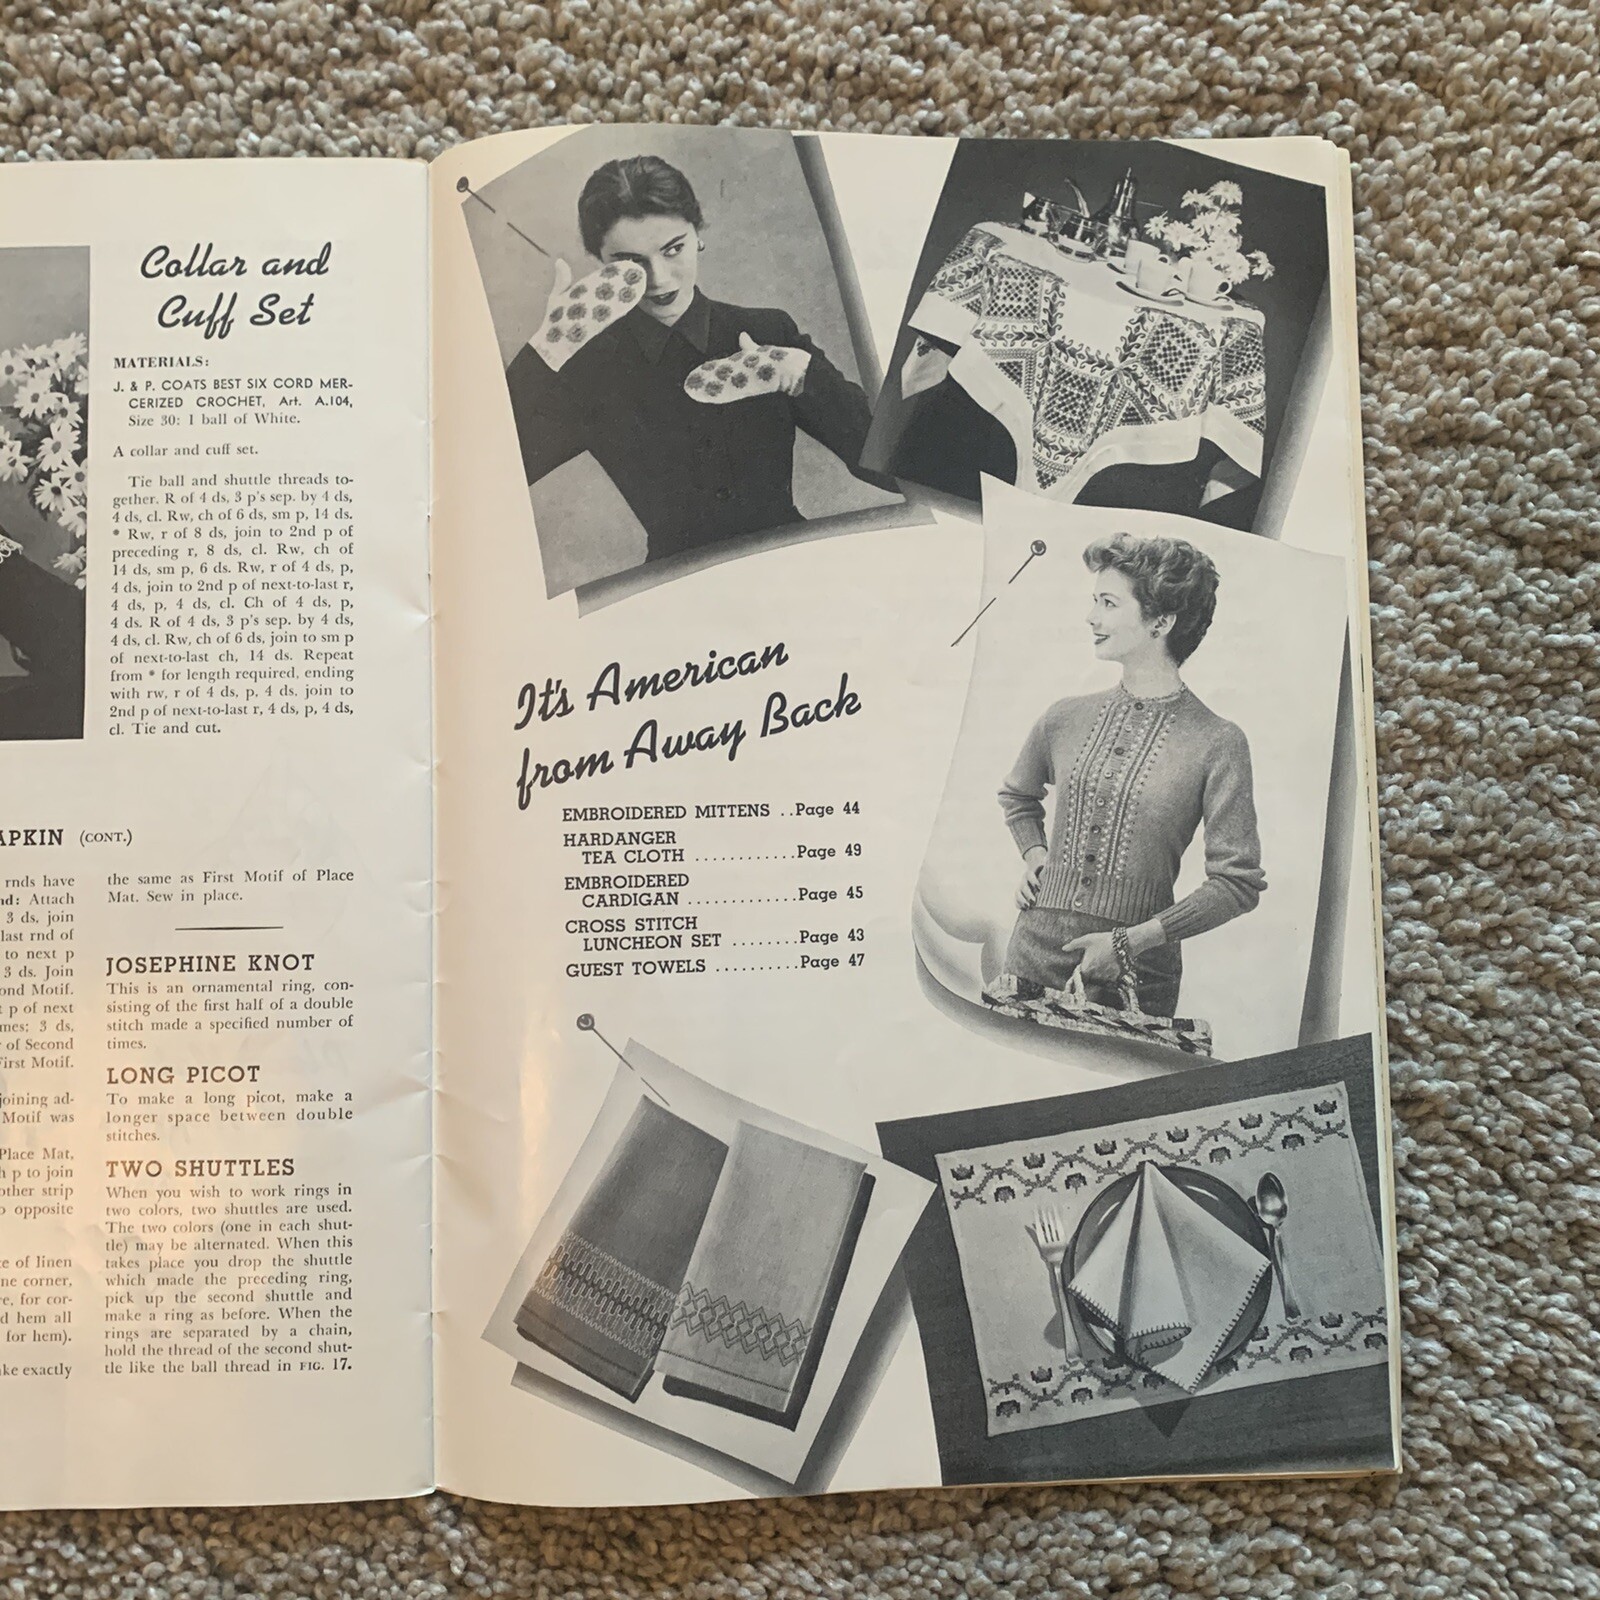 Collar and
Cuff Set
MATERIALS:
J. & P. COATS BEST SIX CORD MER-
CERIZED CROCHET, Art. A.104,
Size 30: 1 ball of White.
A collar and cuff set.
Tie ball and shuttle threads to-
gether. R of 4 ds, 3 p's sep. by 4 ds,
4 ds, cl. Rw, ch of 6 ds, sm p, 14 ds.
* Rw, r of 8 ds, join to 2nd p of
preceding r, 8 ds, cl. Rw, ch of
14 ds, sm p, 6 ds. Rw, r of 4 ds, p,
4 ds, join to 2nd p of next-to-last r,
4 ds, p, 4 ds, cl. Ch of 4 ds, p,
4 ds. R of 4 ds, 3 p's sep. by 4 ds,
4 ds, cl. Rw, ch of 6 ds, join to sm p
of next-to-last ch, 14 ds. Repeat
from * for length required, ending
with rw, r of 4 ds, p, 4 ds, join to
2nd p of next-to-last r, 4 ds, p, 4 ds,
cl. Tie and cut.
(CONT.)
rnds have
Attach
3 ds, join
last rnd of
to next p
3 ds. Join
Motif.
p of next
3 ds,
of Second
First Motif.
joining ad-
Motif was
Place Mat,
p to join
other strip
opposite
of linen
corner,
for cor-
hem all
for hem).
exactly
the same as First Motif of Place
Mat. Sew in place.
JOSEPHINE KNOT
This is an ornamental ring, con-
sisting of the first half of a double
stitch made a specified number of
times.
LONG PICOT
To make a long picot, make a
longer space between double
stitches.
TWO SHUTTLES
When you wish to work rings in
two colors, two shuttles are used.
The two colors (one in each shut-
tle) may be alternated. When this
takes place you drop the shuttle
which made the preceding ring,
pick up the second shuttle and
make a ring as before. When the
rings are separated by a chain,
hold the thread of the second shut-
tle like the ball thread in FIG. 17.
It's American
from Away Back
EMBROIDERED MITTENS ..Page 44
HARDANGER
TEA CLOTH ............Page 49
EMBROIDERED
CARDIGAN .............Page 45
CROSS STITCH
LUNCHEON SET ........Page 43
GUEST TOWELS ..........Page 47